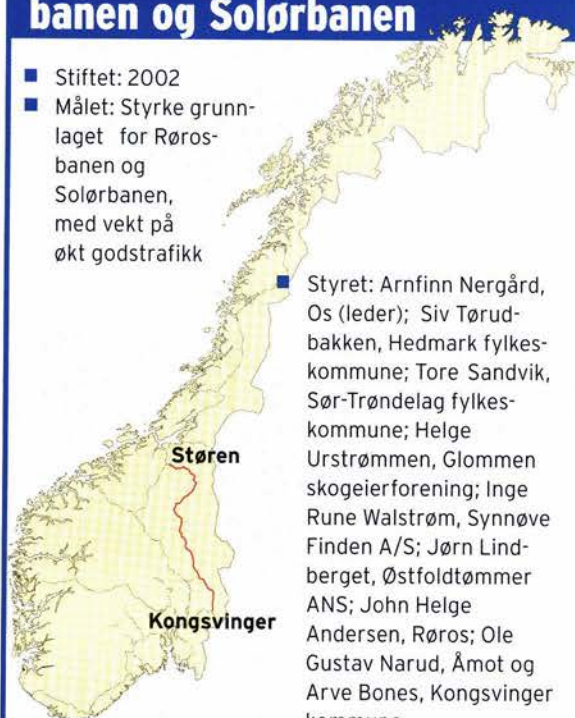 banen og Solørbanen
Stiftet: 2002
Målet: Styrke grunn-
laget for Røros-
banen og
Solørbanen,
med vekt på
økt godstrafikk
Styret: Arnfinn Nergård,
Os (leder); Siv Tørud-
bakken, Hedmark fylkes-
kommune; Tore Sandvik,
Sør-Trøndelag fylkes-
kommune; Helge
Urstrømmen, Glommen
skogeierforening; Inge
Rune Walstrøm, Synnøve
Finden A/S; Jørn Lind-
berget, Østfoldtømmer
ANS; John Helge
Andersen, Røros; Ole
Gustav Narud, Åmot og
Arve Bones, Kongsvinger
kommune
Støren
Kongsvinger